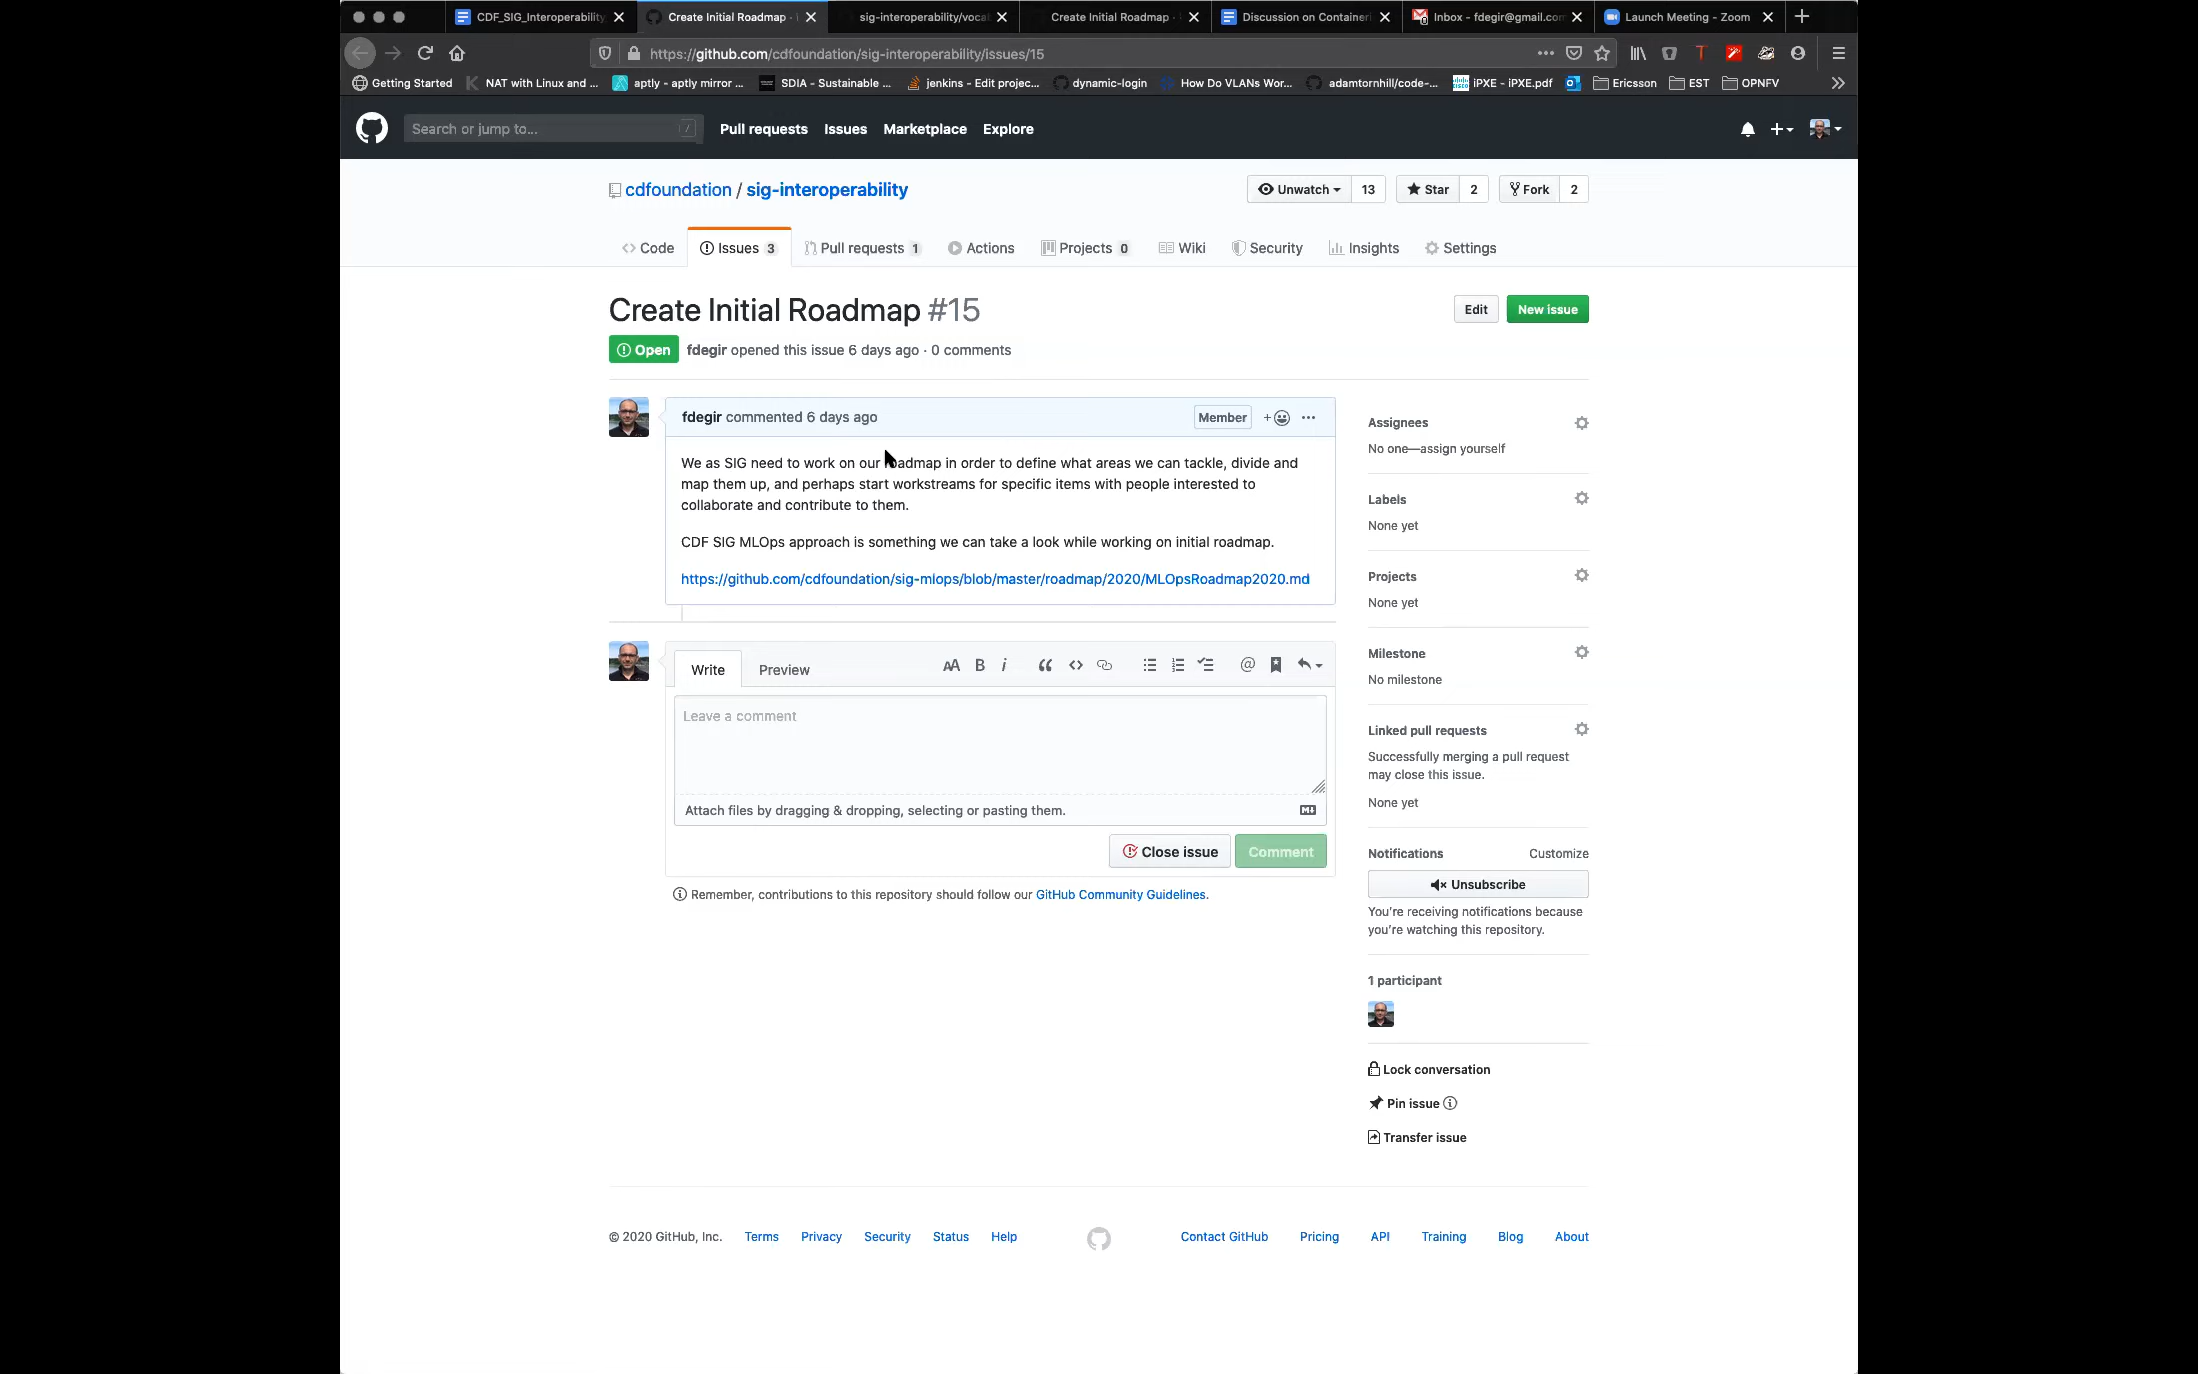 CDF_SIG_Interoperability
Create Initial Roadmap ·
sig-interoperability/voca
Create Initial Roadmap ·
Discussion on Containeri
Inbox - fdegir@gmail.com
Launch Meeting - Zoom
https://github.com/cdfoundation/sig-interoperability/issues/15
Getting Started
NAT with Linux and ...
aptly - aptly mirror ...
SDIA - Sustainable ...
jenkins - Edit projec...
dynamic-login
How Do VLANs Wor...
adamtornhill/code-...
iPXE - iPXE.pdf
Ericsson
EST
OPNFV
Search or jump to...
/
Pull requests
Issues
Marketplace
Explore
cdfoundation / sig-interoperability
Unwatch 13
Star 2
Fork 2
Code
Issues 3
Pull requests 1
Actions
Projects 0
Wiki
Security
Insights
Settings
Create Initial Roadmap #15
Edit
New issue
Open
fdegir opened this issue 6 days ago · 0 comments
fdegir commented 6 days ago
Member
We as SIG need to work on our roadmap in order to define what areas we can tackle, divide and
map them up, and perhaps start workstreams for specific items with people interested to
collaborate and contribute to them.
CDF SIG MLOps approach is something we can take a look while working on initial roadmap.
https://github.com/cdfoundation/sig-mlops/blob/master/roadmap/2020/MLOpsRoadmap2020.md
Write
Preview
AA B i
Leave a comment
Attach files by dragging & dropping, selecting or pasting them.
Close issue
Comment
Remember, contributions to this repository should follow our GitHub Community Guidelines.
Assignees
No one—assign yourself
Labels
None yet
Projects
None yet
Milestone
No milestone
Linked pull requests
Successfully merging a pull request
may close this issue.
None yet
Notifications
Customize
Unsubscribe
You're receiving notifications because
you're watching this repository.
1 participant
Lock conversation
Pin issue
Transfer issue
© 2020 GitHub, Inc.
Terms
Privacy
Security
Status
Help
Contact GitHub
Pricing
API
Training
Blog
About